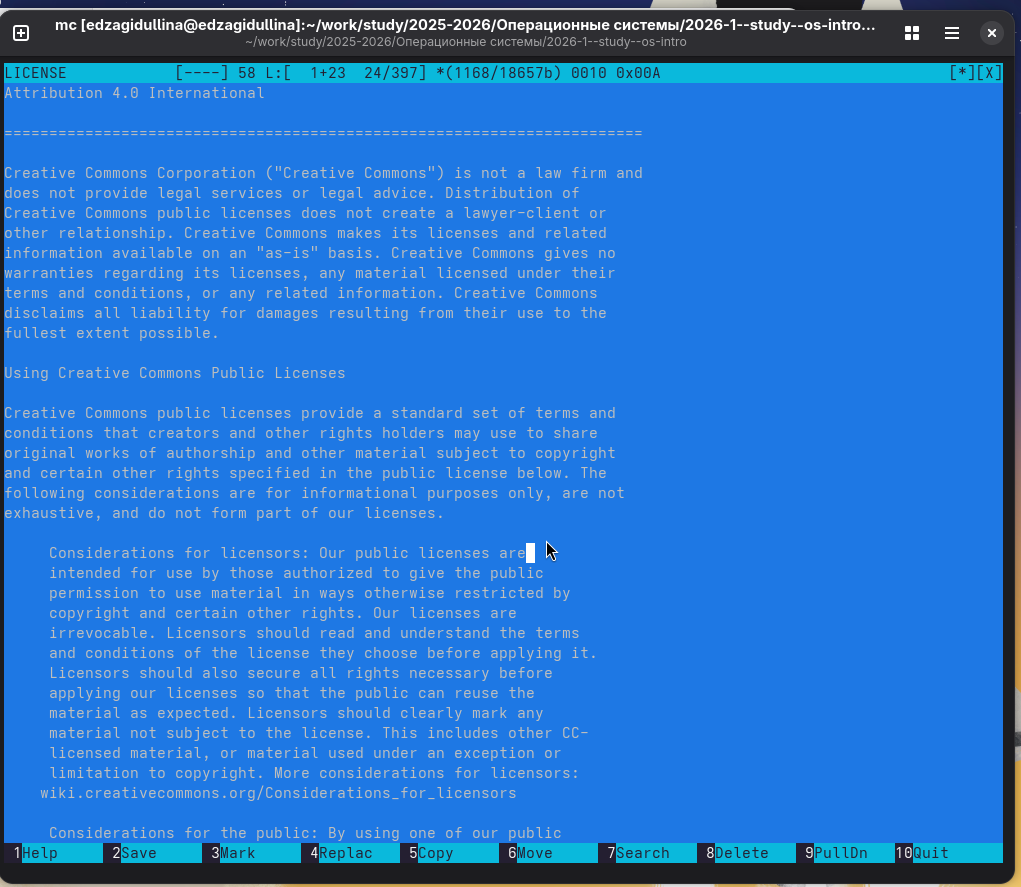 mc [edzagidullina@edzagidullina]:~/work/study/2025-2026/Операционные системы/2026-1--study--os-intro…
~/work/study/2025-2026/Операционные системы/2026-1--study--os-intro
LICENSE [----] 58 L:[ 1+23 24/397] *(1168/18657b) 0010 0x00A [*][X]
Attribution 4.0 International
=======================================================================
Creative Commons Corporation ("Creative Commons") is not a law firm and
does not provide legal services or legal advice. Distribution of
Creative Commons public licenses does not create a lawyer-client or
other relationship. Creative Commons makes its licenses and related
information available on an "as-is" basis. Creative Commons gives no
warranties regarding its licenses, any material licensed under their
terms and conditions, or any related information. Creative Commons
disclaims all liability for damages resulting from their use to the
fullest extent possible.
Using Creative Commons Public Licenses
Creative Commons public licenses provide a standard set of terms and
conditions that creators and other rights holders may use to share
original works of authorship and other material subject to copyright
and certain other rights specified in the public license below. The
following considerations are for informational purposes only, are not
exhaustive, and do not form part of our licenses.
Considerations for licensors: Our public licenses are
intended for use by those authorized to give the public
permission to use material in ways otherwise restricted by
copyright and certain other rights. Our licenses are
irrevocable. Licensors should read and understand the terms
and conditions of the license they choose before applying it.
Licensors should also secure all rights necessary before
applying our licenses so that the public can reuse the
material as expected. Licensors should clearly mark any
material not subject to the license. This includes other CC-
licensed material, or material used under an exception or
limitation to copyright. More considerations for licensors:
wiki.creativecommons.org/Considerations_for_licensors
Considerations for the public: By using one of our public
1Help 2Save 3Mark 4Replac 5Copy 6Move 7Search 8Delete 9PullDn 10Quit